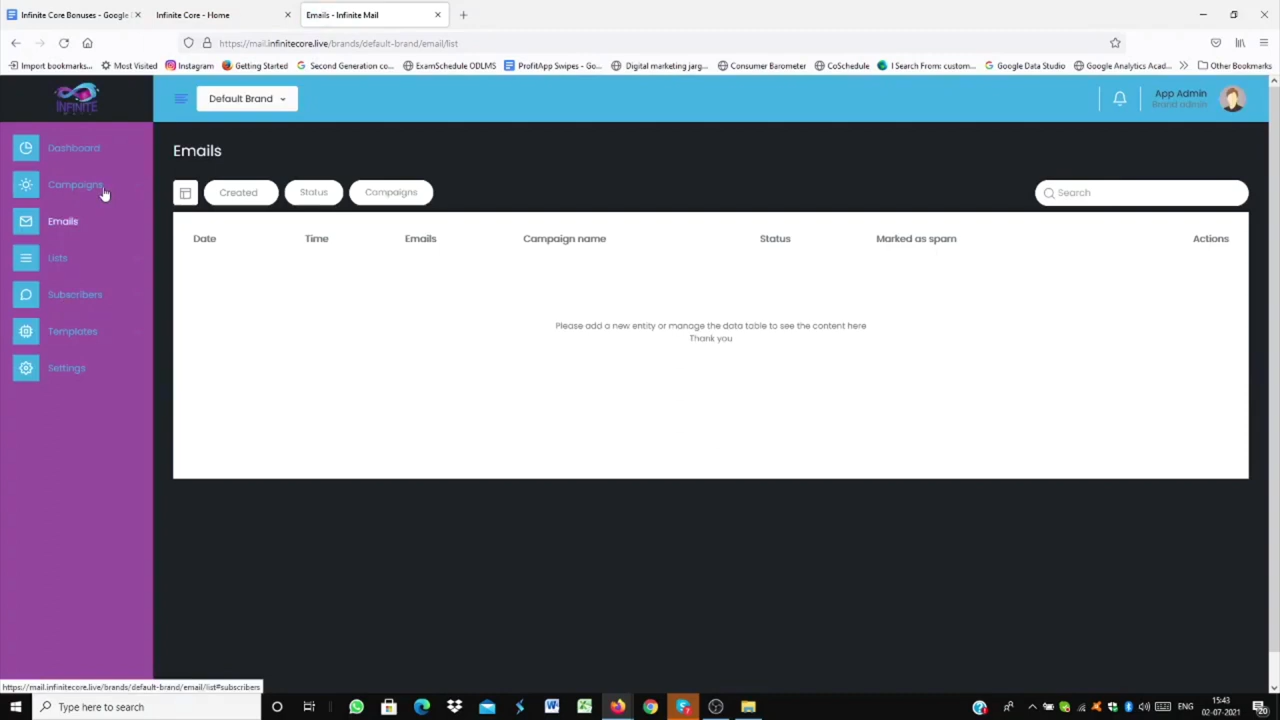 Infinite Core Bonuses - Google
Infinite Core - Home
Emails - Infinite Mail
https://mail.infinitecore.live/brands/default-brand/email/list
Import bookmarks...
Most Visited
Instagram
Getting Started
Second Generation co...
ExamSchedule ODLMS
ProfitApp Swipes - Go...
Digital marketing jarg...
Consumer Barometer
CoSchedule
I Search From: custom...
Google Data Studio
Google Analytics Acad...
Other Bookmarks
INFINITE
Default Brand
App Admin
Brand admin
Dashboard
Campaigns
Emails
Lists
Subscribers
Templates
Settings
Emails
Created
Status
Campaigns
Search
Date Time Emails Campaign name Status Marked as spam Actions
Please add a new entity or manage the data table to see the content here
Thank you
https://mail.infinitecore.live/brands/default-brand/email/list#subscribers
Type here to search
ENG
15:43
02-07-2021
20